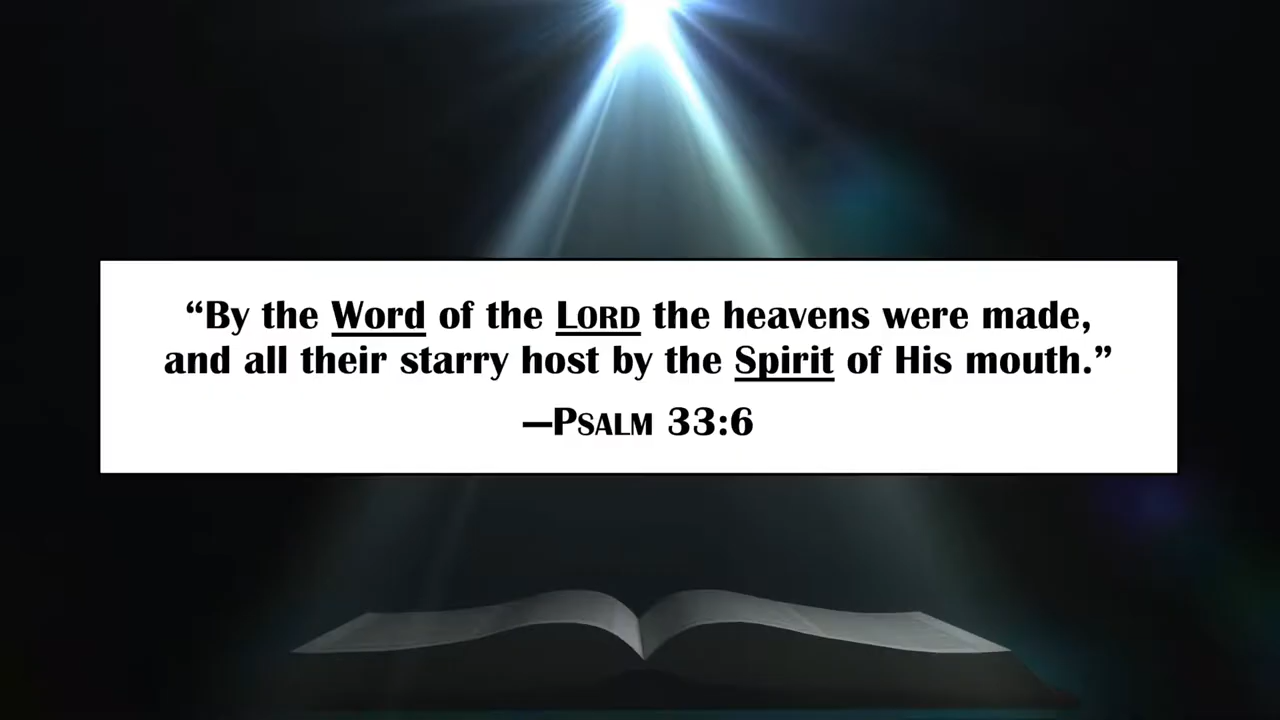 “By the Word of the LORD the heavens were made,
and all their starry host by the Spirit of His mouth.”
—PSALM 33:6